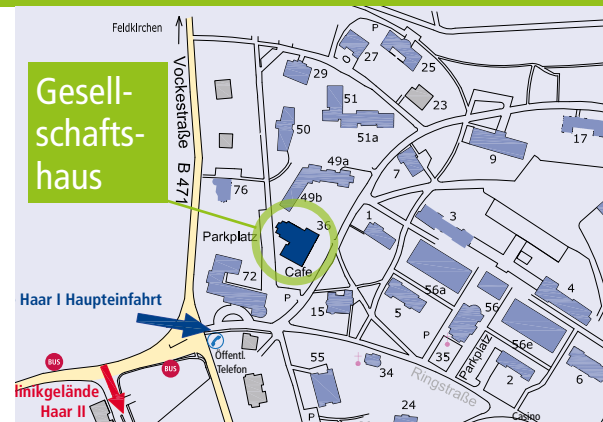 Feldkirchen
P
27
25
29
23
Gesell-
schafts-
haus
Vockestraße B 471
51
50
51a
17
9
49a
7
76
49b
36
1
3
Parkplatz
Cafe
72
56a
4
Haar I Haupteinfahrt
P
15
5
56
P
56e
Öffentl.
Telefon
BUS
BUS
55
35
Parkplatz
34
Ringstraße
2
6
linikgelände
Haar II
P
24
Casino